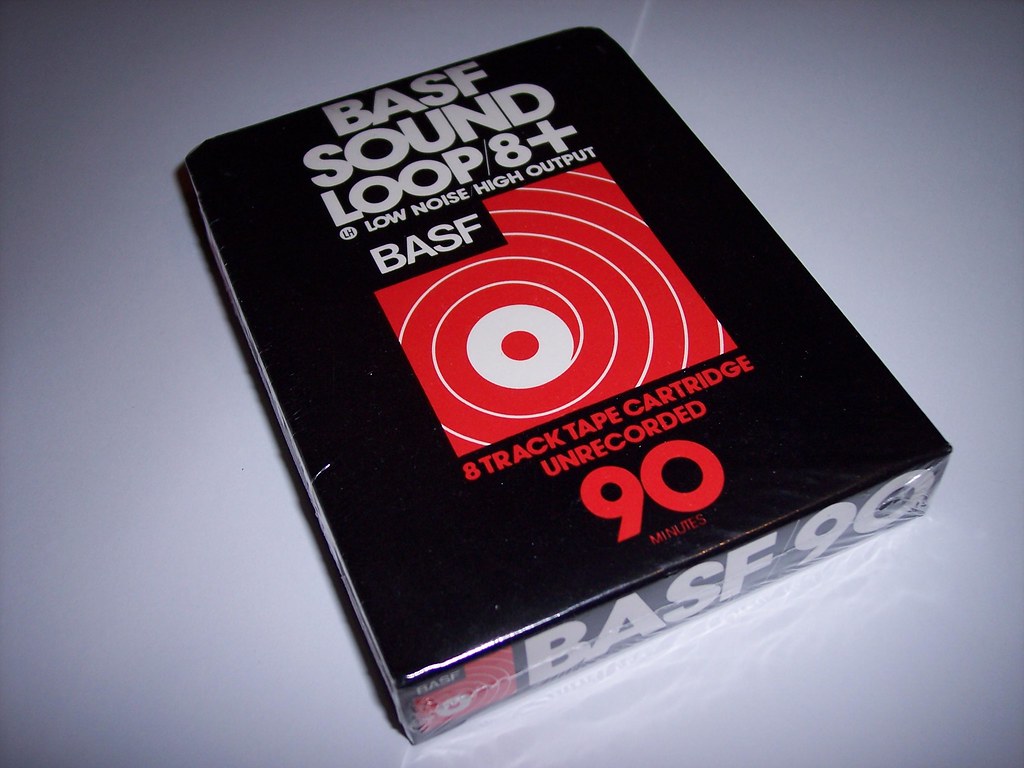 BASF
SOUND
LOOP/8+
LH LOW NOISE/HIGH OUTPUT
BASF
8 TRACK TAPE CARTRIDGE
UNRECORDED
90
MINUTES
BASF/90
BASF